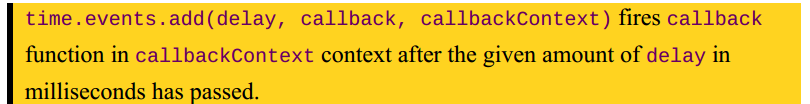 time.events.add(delay, callback, callbackContext) fires callback
function in callbackContext context after the given amount of delay in
milliseconds has passed.